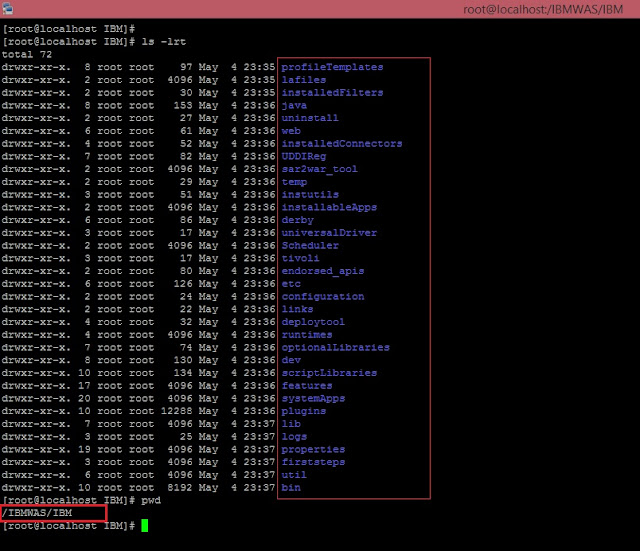 root@localhost:/IBMWAS/IBM
[root@localhost IBM]#
[root@localhost IBM]# ls -lrt
total 72
drwxr-xr-x. 8 root root 97 May 4 23:35 profileTemplates
drwxr-xr-x. 2 root root 4096 May 4 23:35 lafiles
drwxr-xr-x. 2 root root 30 May 4 23:35 installedFilters
drwxr-xr-x. 8 root root 153 May 4 23:36 java
drwxr-xr-x. 2 root root 27 May 4 23:36 uninstall
drwxr-xr-x. 6 root root 61 May 4 23:36 web
drwxr-xr-x. 4 root root 52 May 4 23:36 installedConnectors
drwxr-xr-x. 7 root root 82 May 4 23:36 UDDIReg
drwxr-xr-x. 2 root root 4096 May 4 23:36 sar2war_tool
drwxr-xr-x. 2 root root 29 May 4 23:36 temp
drwxr-xr-x. 3 root root 51 May 4 23:36 instutils
drwxr-xr-x. 2 root root 4096 May 4 23:36 installableApps
drwxr-xr-x. 6 root root 86 May 4 23:36 derby
drwxr-xr-x. 3 root root 17 May 4 23:36 universalDriver
drwxr-xr-x. 2 root root 4096 May 4 23:36 Scheduler
drwxr-xr-x. 3 root root 17 May 4 23:36 tivoli
drwxr-xr-x. 2 root root 80 May 4 23:36 endorsed_apis
drwxr-xr-x. 6 root root 126 May 4 23:36 etc
drwxr-xr-x. 2 root root 24 May 4 23:36 configuration
drwxr-xr-x. 2 root root 22 May 4 23:36 links
drwxr-xr-x. 4 root root 32 May 4 23:36 deploytool
drwxr-xr-x. 4 root root 4096 May 4 23:36 runtimes
drwxr-xr-x. 7 root root 74 May 4 23:36 optionalLibraries
drwxr-xr-x. 8 root root 130 May 4 23:36 dev
drwxr-xr-x. 10 root root 134 May 4 23:36 scriptLibraries
drwxr-xr-x. 17 root root 4096 May 4 23:36 features
drwxr-xr-x. 20 root root 4096 May 4 23:36 systemApps
drwxr-xr-x. 10 root root 12288 May 4 23:36 plugins
drwxr-xr-x. 7 root root 4096 May 4 23:37 lib
drwxr-xr-x. 3 root root 25 May 4 23:37 logs
drwxr-xr-x. 19 root root 4096 May 4 23:37 properties
drwxr-xr-x. 3 root root 4096 May 4 23:37 firststeps
drwxr-xr-x. 6 root root 4096 May 4 23:37 util
drwxr-xr-x. 10 root root 8192 May 4 23:37 bin
[root@localhost IBM]# pwd
/IBMWAS/IBM
[root@localhost IBM]#